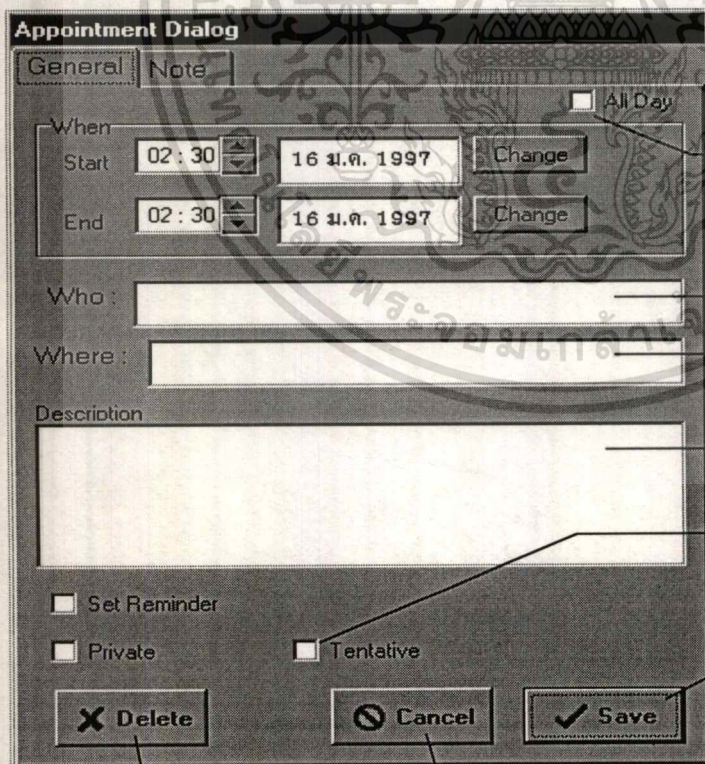 Appointment Dialog
General Note
All Day
When
Start 02:30 16 ม.ค. 1997 Change
End 02:30 16 ม.ค. 1997 Change
Who :
Where :
Description
Set Reminder
Private Tentative
Delete Cancel Save